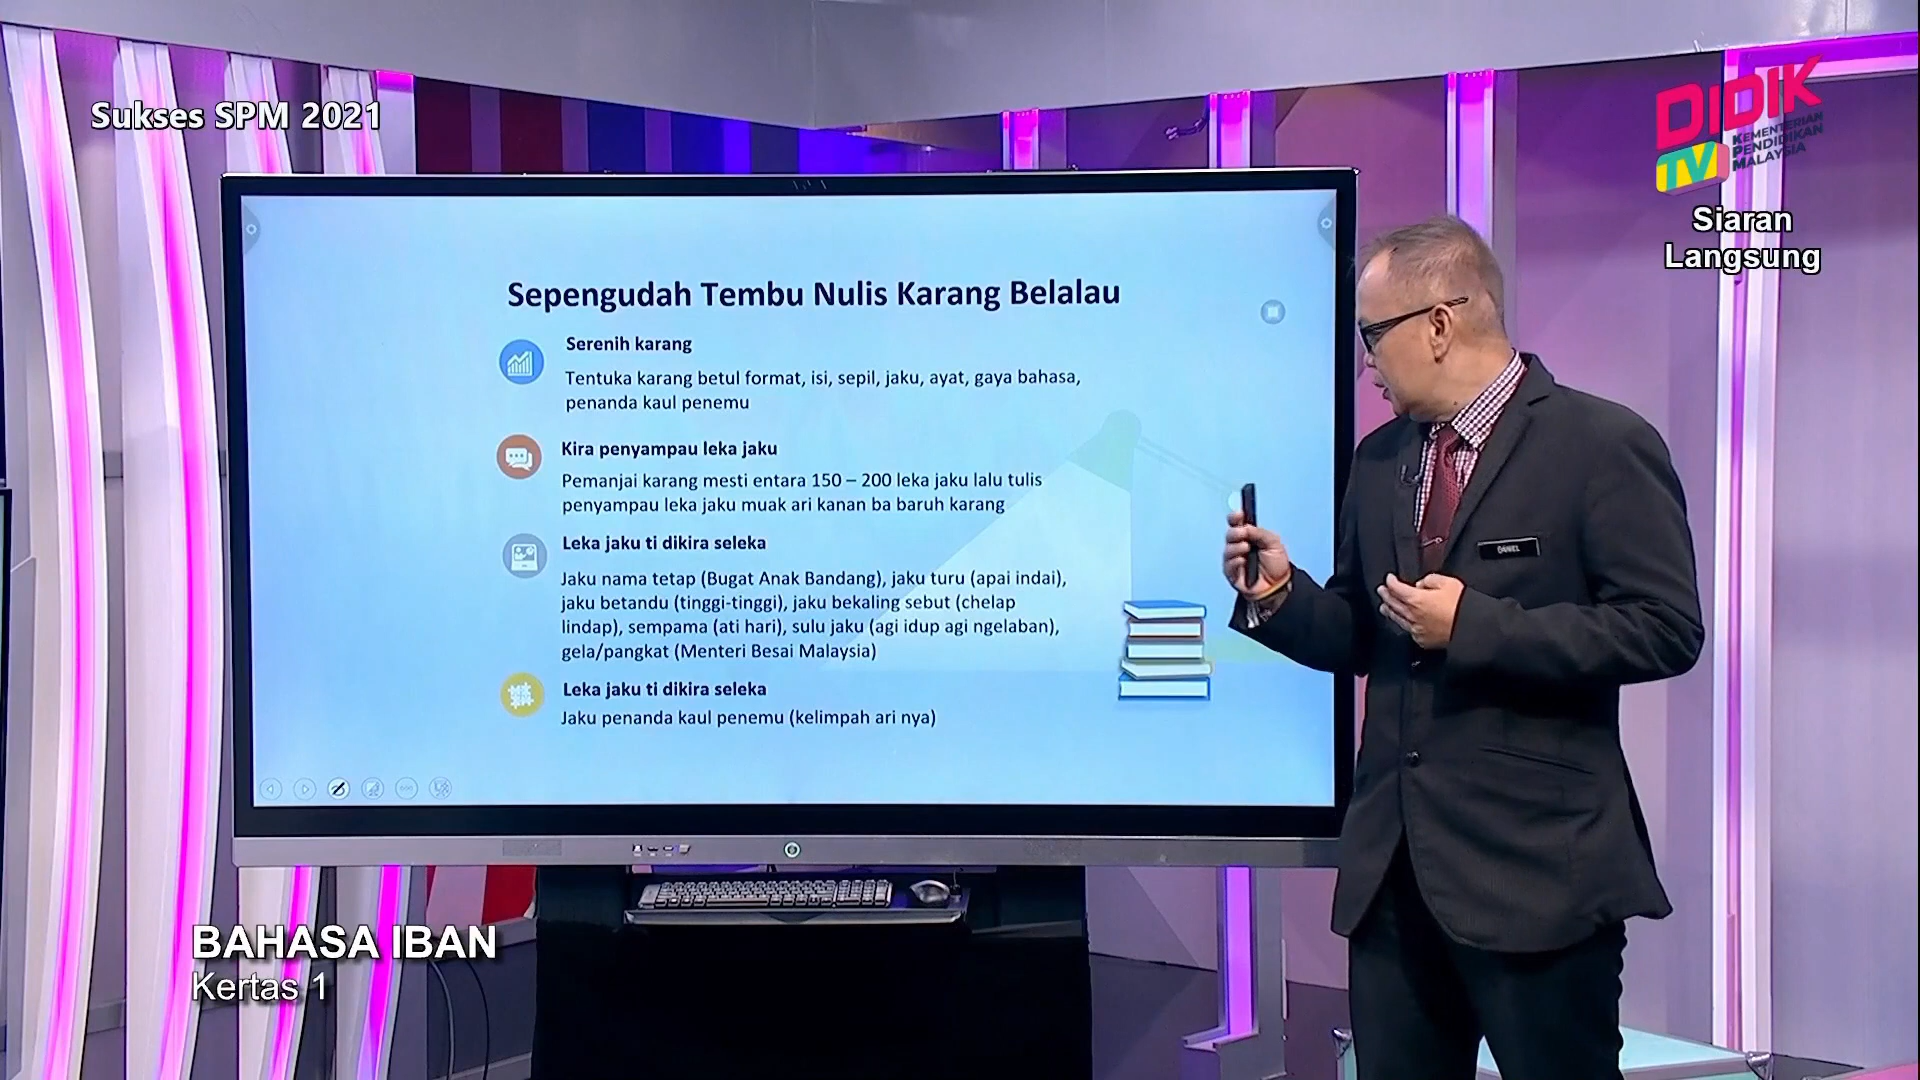 Sukses SPM 2021
DIDIK
TV
KEMENTERIAN
PENDIDIKAN
MALAYSIA
Siaran
Langsung
Sepengudah Tembu Nulis Karang Belalau
Serenih karang
Tentuka karang betul format, isi, sepil, jaku, ayat, gaya bahasa,
penanda kaul penemu
Kira penyampau leka jaku
Pemanjai karang mesti entara 150 – 200 leka jaku lalu tulis
penyampau leka jaku muak ari kanan ba baruh karang
Leka jaku ti dikira seleka
Jaku nama tetap (Bugat Anak Bandang), jaku turu (apai indai),
jaku betandu (tinggi-tinggi), jaku bekaling sebut (chelap
lindap), sempama (ati hari), sulu jaku (agi idup agi ngelaban),
gela/pangkat (Menteri Besai Malaysia)
Leka jaku ti dikira seleka
Jaku penanda kaul penemu (kelimpah ari nya)
DANIEL
BAHASA IBAN
Kertas 1